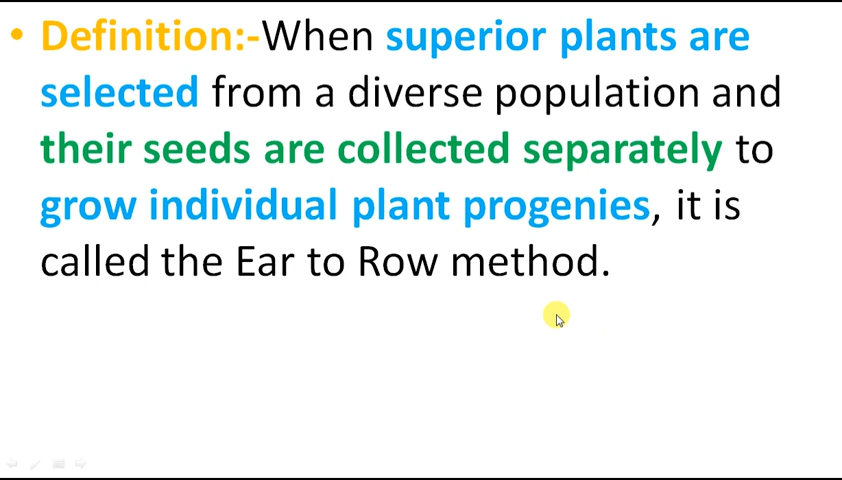 • Definition:-When superior plants are
selected from a diverse population and
their seeds are collected separately to
grow individual plant progenies, it is
called the Ear to Row method.